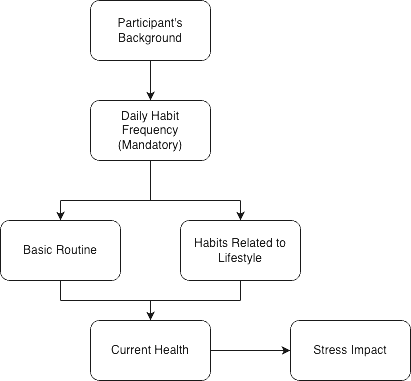 Participant's
Background
Daily Habit
Frequency
(Mandatory)
Basic Routine
Habits Related to
Lifestyle
Current Health
Stress Impact